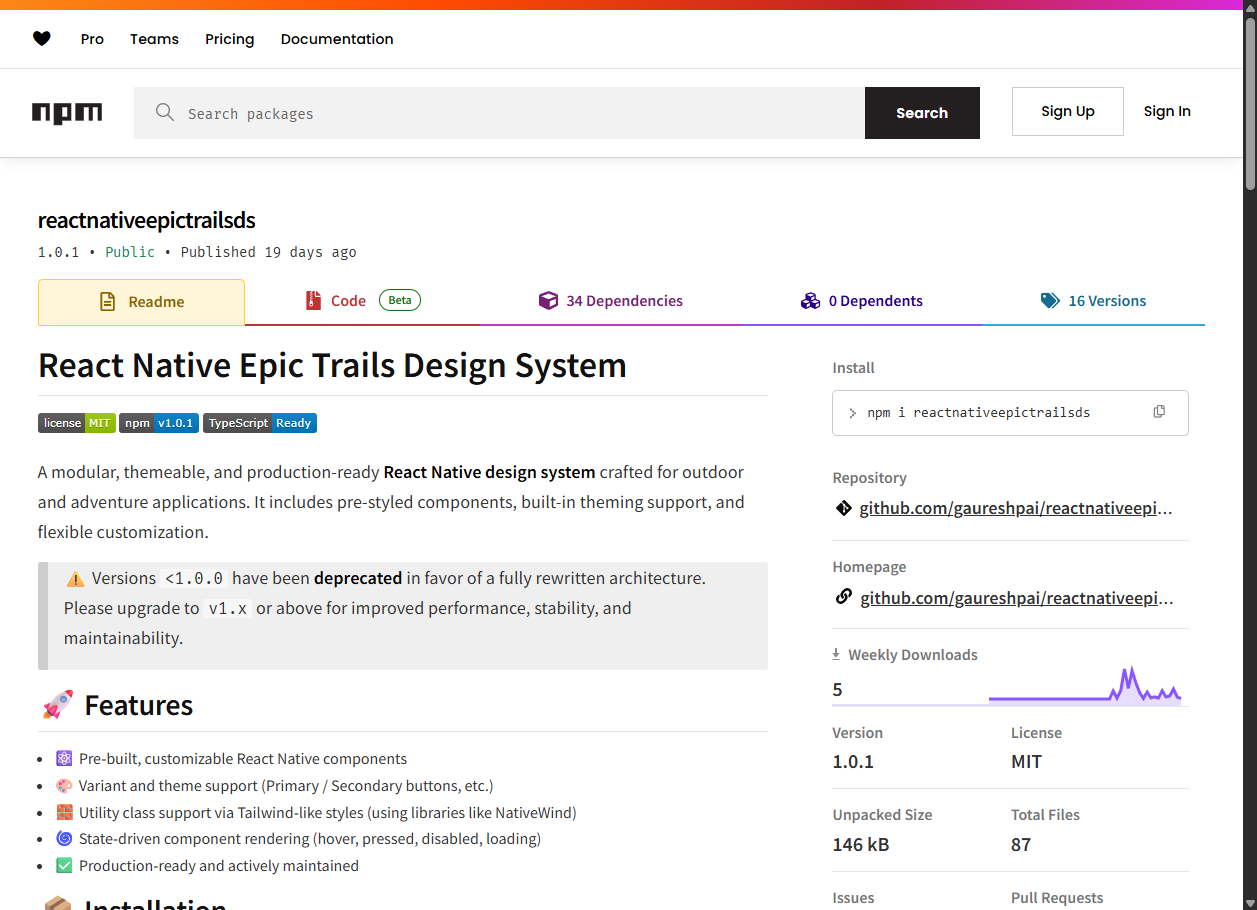 Pro Teams Pricing Documentation
npm Search packages Search Sign Up Sign In
reactnativeepictrailsds
1.0.1 • Public • Published 19 days ago
Readme Code Beta 34 Dependencies 0 Dependents 16 Versions
React Native Epic Trails Design System
license MIT npm v1.0.1 TypeScript Ready
A modular, themeable, and production-ready React Native design system crafted for outdoor
and adventure applications. It includes pre-styled components, built-in theming support, and
flexible customization.
⚠️ Versions <1.0.0 have been deprecated in favor of a fully rewritten architecture.
Please upgrade to v1.x or above for improved performance, stability, and
maintainability.
🚀 Features
• ⚛️ Pre-built, customizable React Native components
• 🎨 Variant and theme support (Primary / Secondary buttons, etc.)
• 🧱 Utility class support via Tailwind-like styles (using libraries like NativeWind)
• 🌀 State-driven component rendering (hover, pressed, disabled, loading)
• ✅ Production-ready and actively maintained
📦 Installation
Install
> npm i reactnativeepictrailsds
Repository
github.com/gaureshpai/reactnativeepi...
Homepage
github.com/gaureshpai/reactnativeepi...
Weekly Downloads
5
Version License
1.0.1 MIT
Unpacked Size Total Files
146 kB 87
Issues Pull Requests